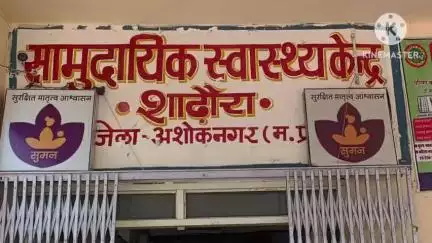 सामुदायिक स्वास्थ्य केन्द्र
• शाढ़ौरा •
जिला - अशोकनगर (म.प्र
सुरक्षित मातृत्व आश्वासन
सुमन
सुरक्षित मातृत्व आश्वासन
सुमन
KINEMASTER